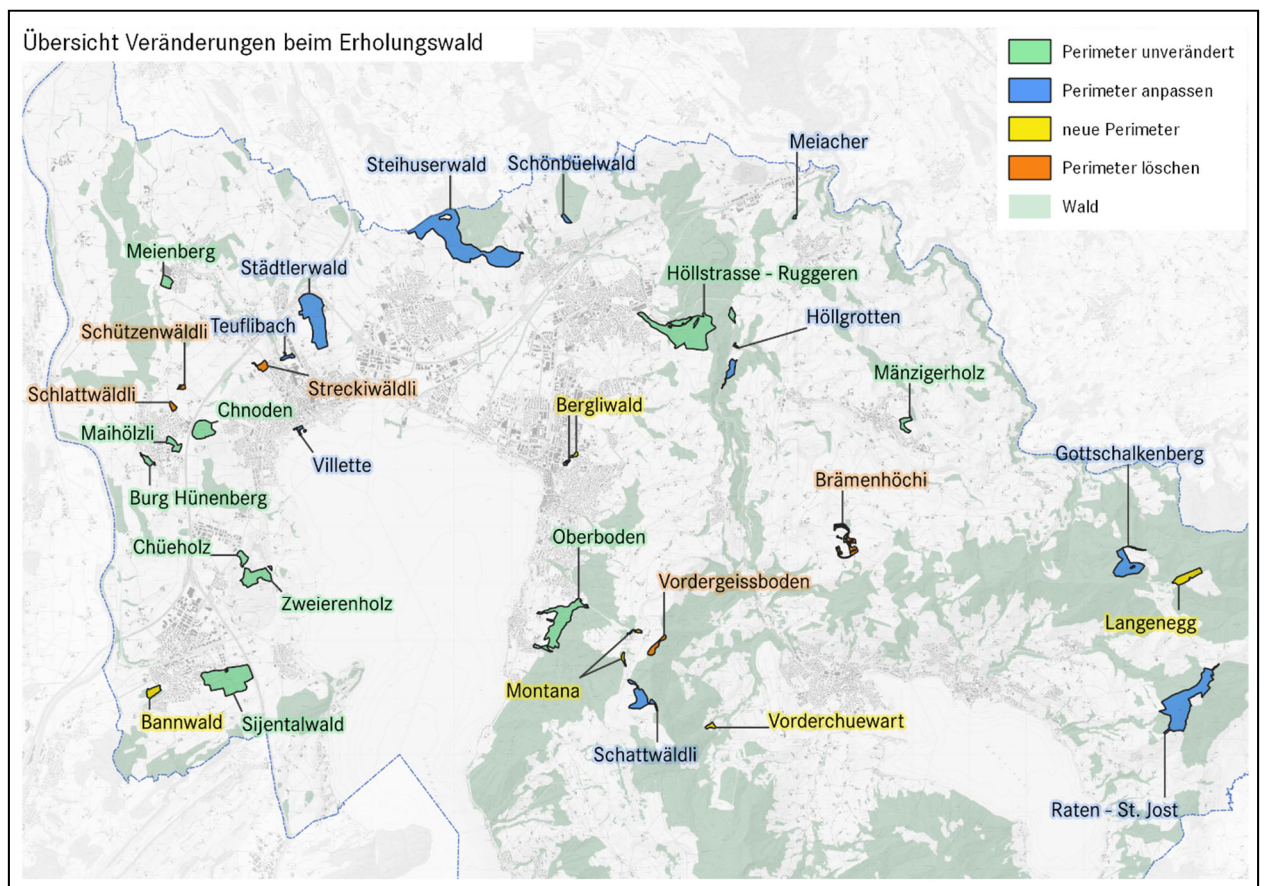 Übersicht Veränderungen beim Erholungswald
Perimeter unverändert
Perimeter anpassen
neue Perimeter
Perimeter löschen
Wald
Meiacher
Steihuserwald
Schönbüelwald
Meienberg
Städtlerwald
Höllstrasse - Ruggeren
Höllgrotten
Teuflibach
Schützenwäldli
Streckiwäldli
Schlattwäldli
Mänzigerholz
Chnoden
Bergliwald
Maihölzli
Villette
Gottschalkenberg
Brämenhöchi
Burg Hünenberg
Oberboden
Chüeholz
Vordergeissboden
Zweierenholz
Langenegg
Montana
Bannwald
Sijentalwald
Vorderchuewart
Schattwäldli
Raten - St. Jost